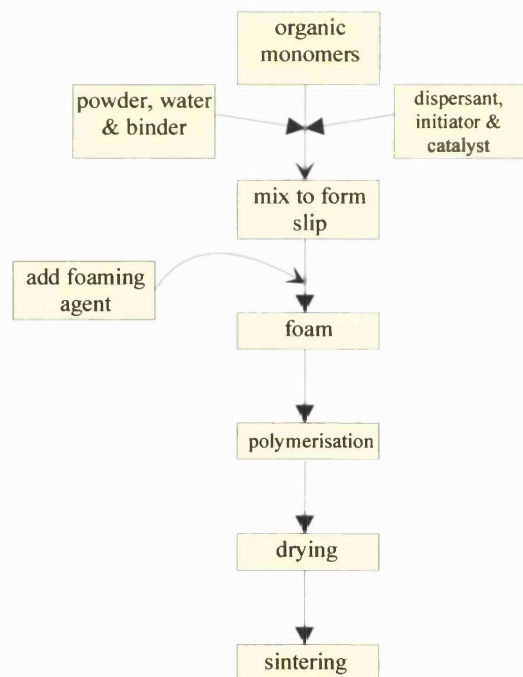 organic
monomers
powder, water
& binder
dispersant,
initiator &
catalyst
mix to form
slip
add foaming
agent
foam
polymerisation
drying
sintering